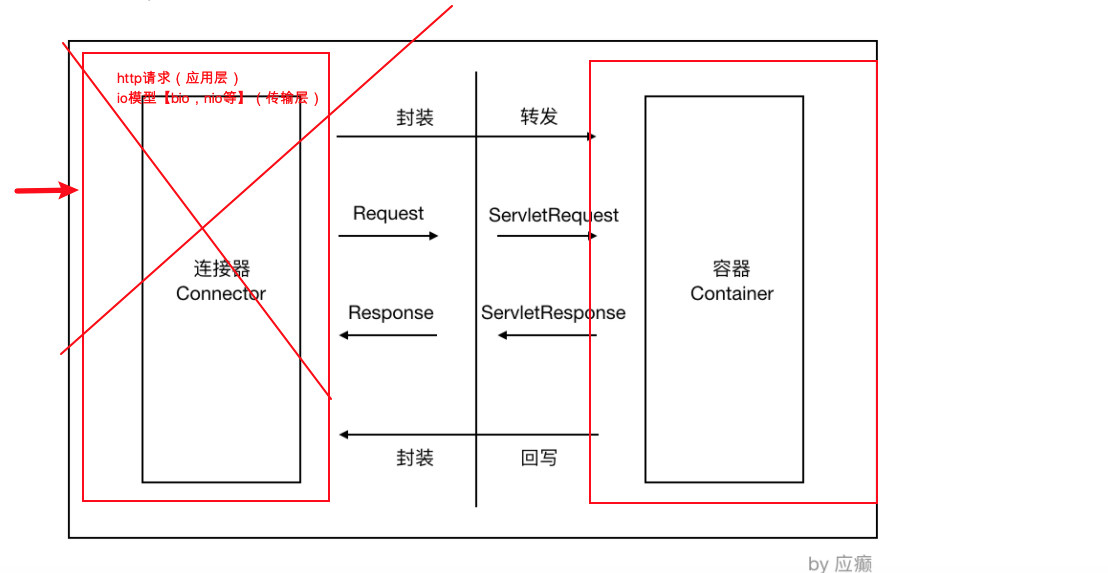 http请求（应用层）
io模型【bio，nio等】（传输层）
封装
转发
Request
ServletRequest
连接器
Connector
容器
Container
Response
ServletResponse
封装
回写
by 应癫